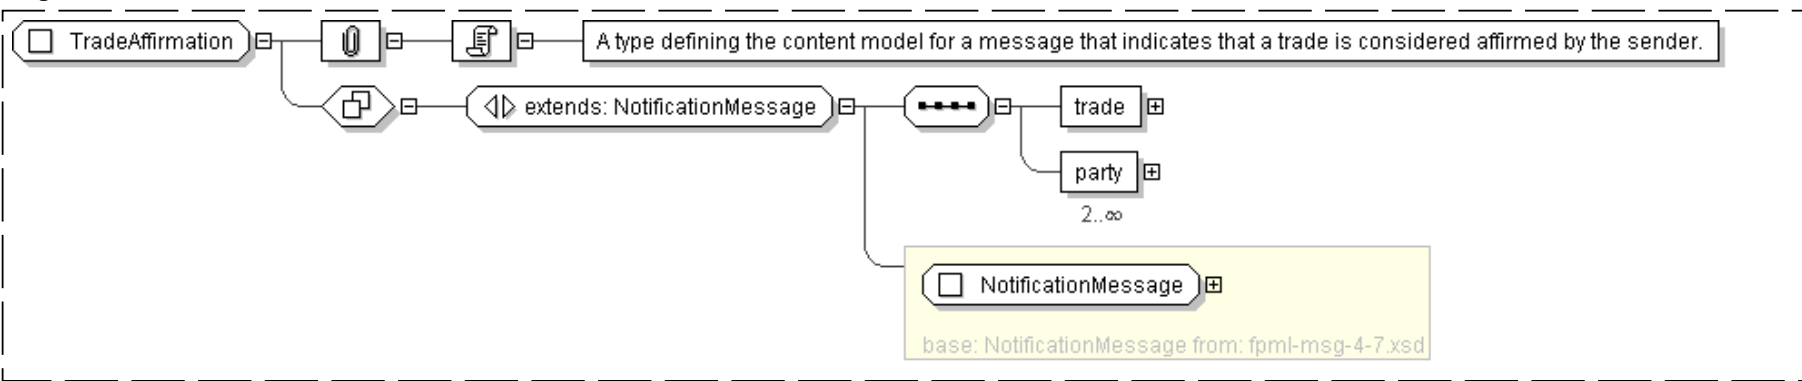 TradeAffirmation
A type defining the content model for a message that indicates that a trade is considered affirmed by the sender.
extends: NotificationMessage
trade
party
2..∞
NotificationMessage
base: NotificationMessage from: fpml-msg-4-7.xsd